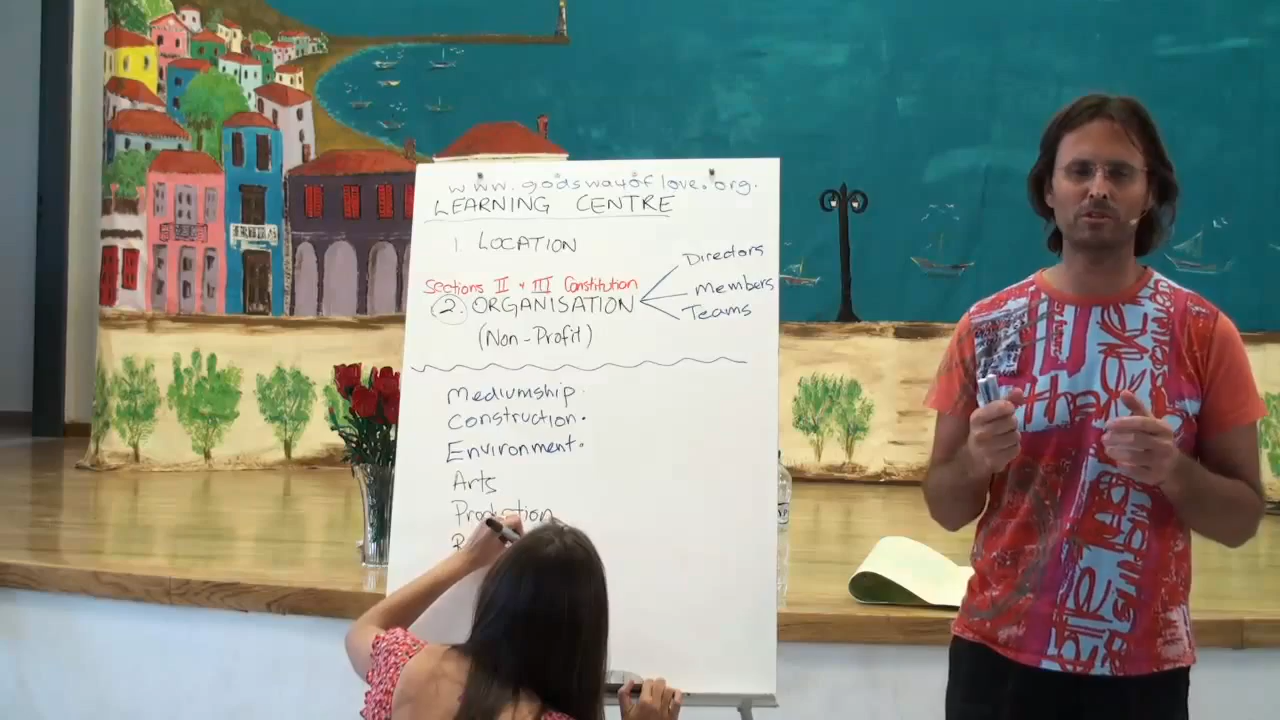 www.godswayoflove.org.
LEARNING CENTRE
1. LOCATION
Sections II + III Constitution
2. ORGANISATION
(Non-Profit)
Directors
Members
Teams
Mediumship.
Construction.
Environment.
Arts
Production